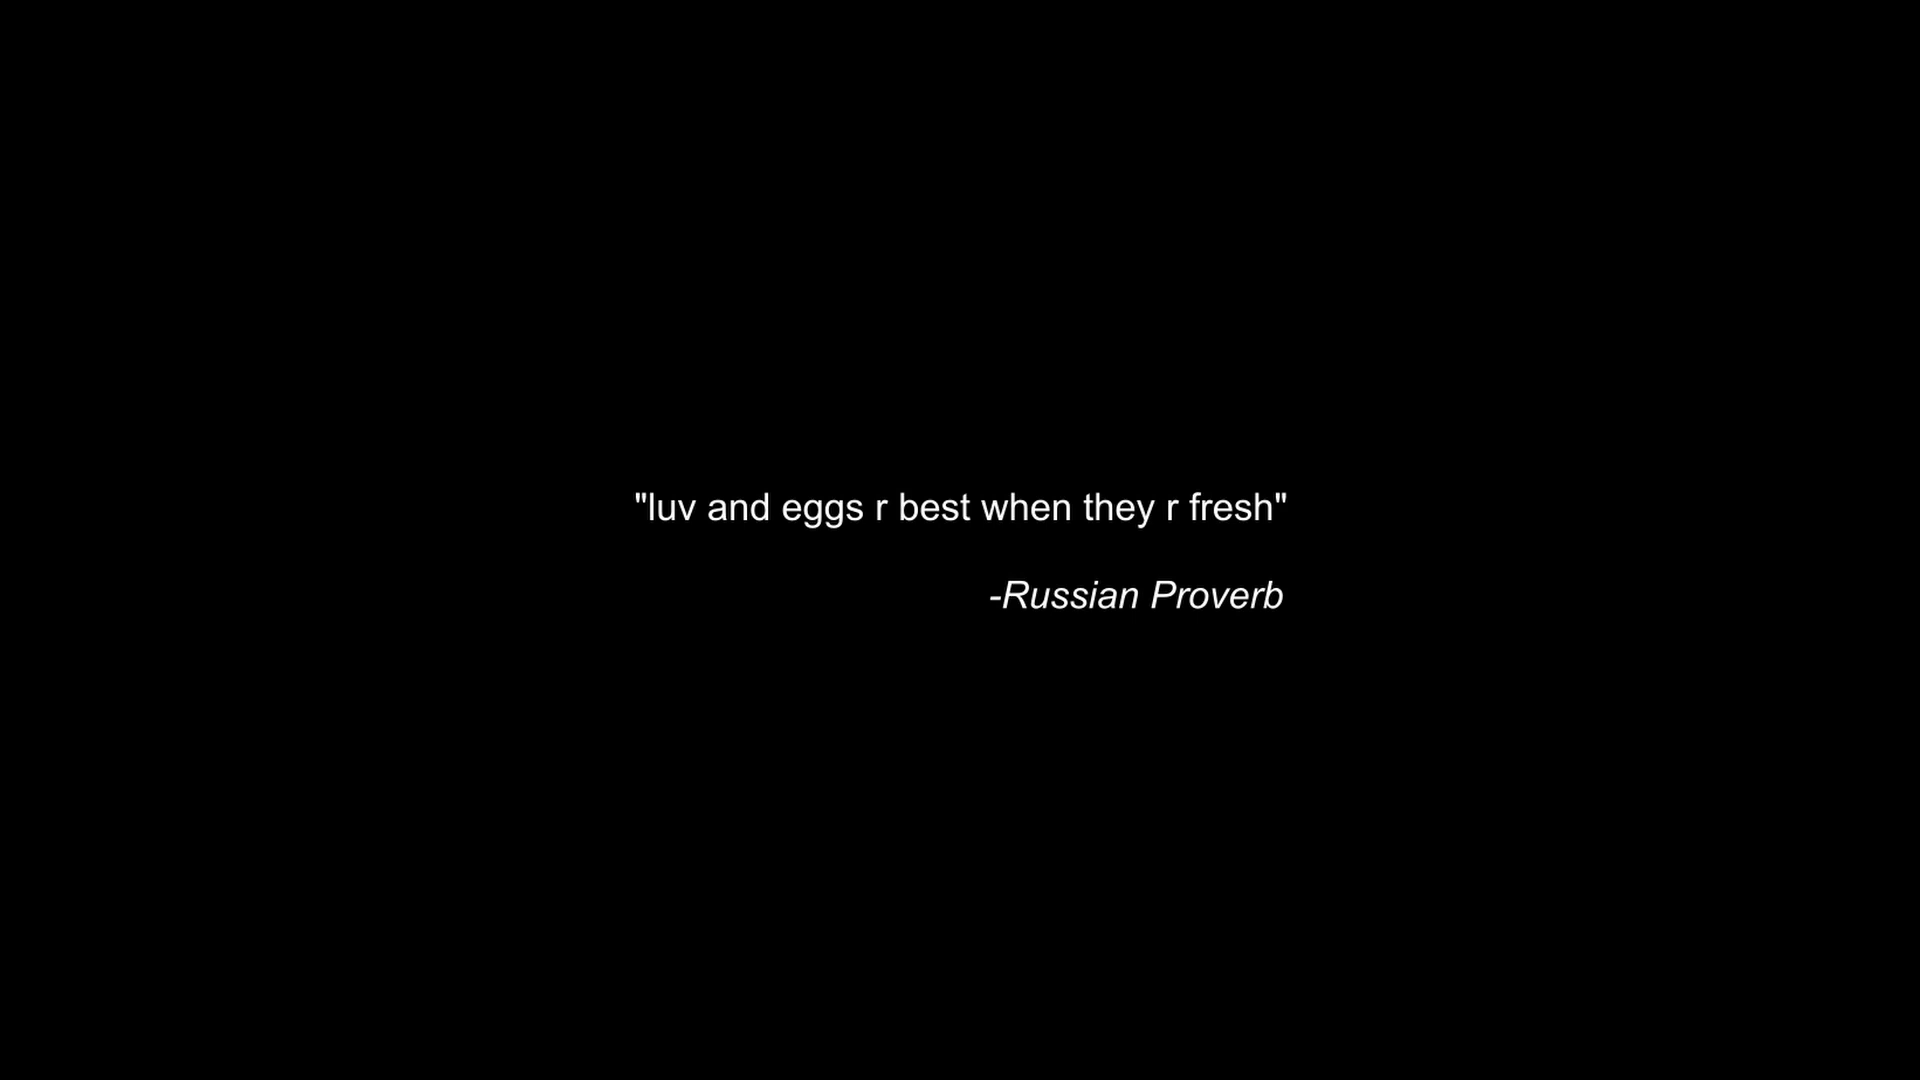 "luv and eggs r best when they r fresh"
-Russian Proverb